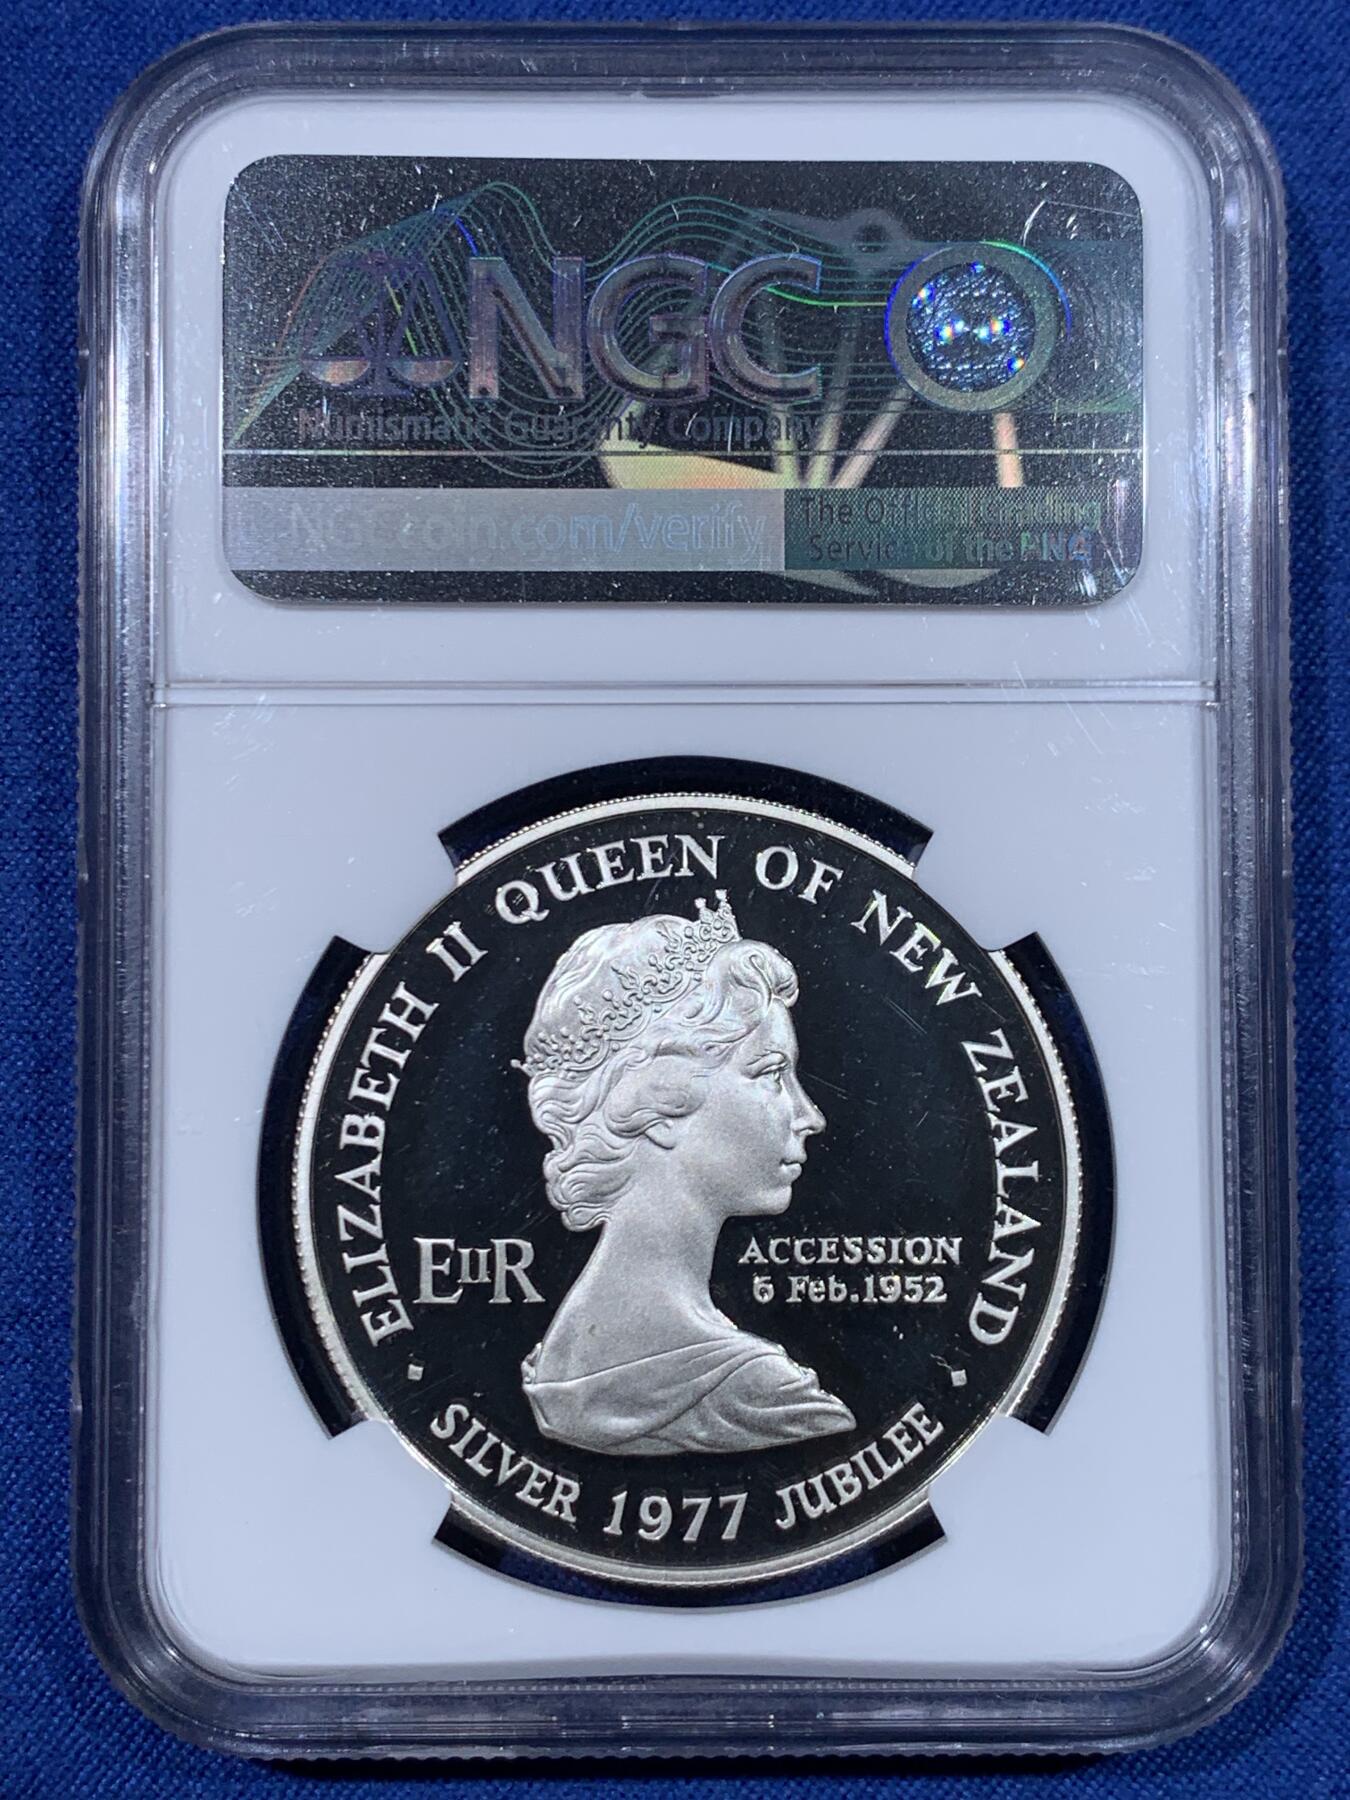 NGC
Numismatic Guaranty Company
NGCcoin.com/verify
The Official Grading
Service of the PNG
ELIZABETH II QUEEN OF NEW ZEALAND
EIIR
ACCESSION
6 Feb.1952
SILVER 1977 JUBILEE